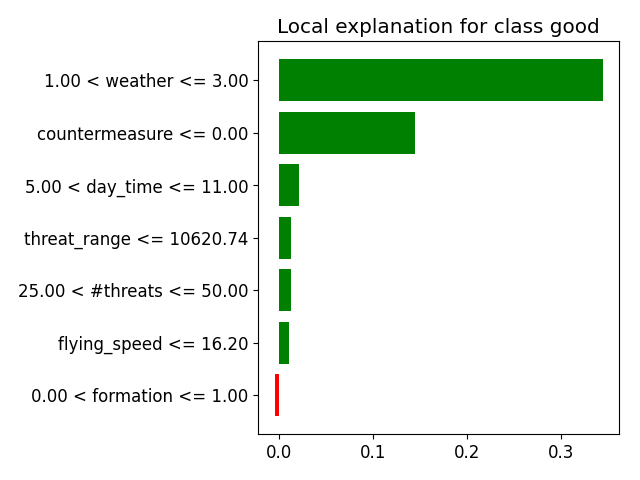 Local explanation for class good
1.00 < weather <= 3.00
countermeasure <= 0.00
5.00 < day_time <= 11.00
threat_range <= 10620.74
25.00 < #threats <= 50.00
flying_speed <= 16.20
0.00 < formation <= 1.00
0.0 0.1 0.2 0.3